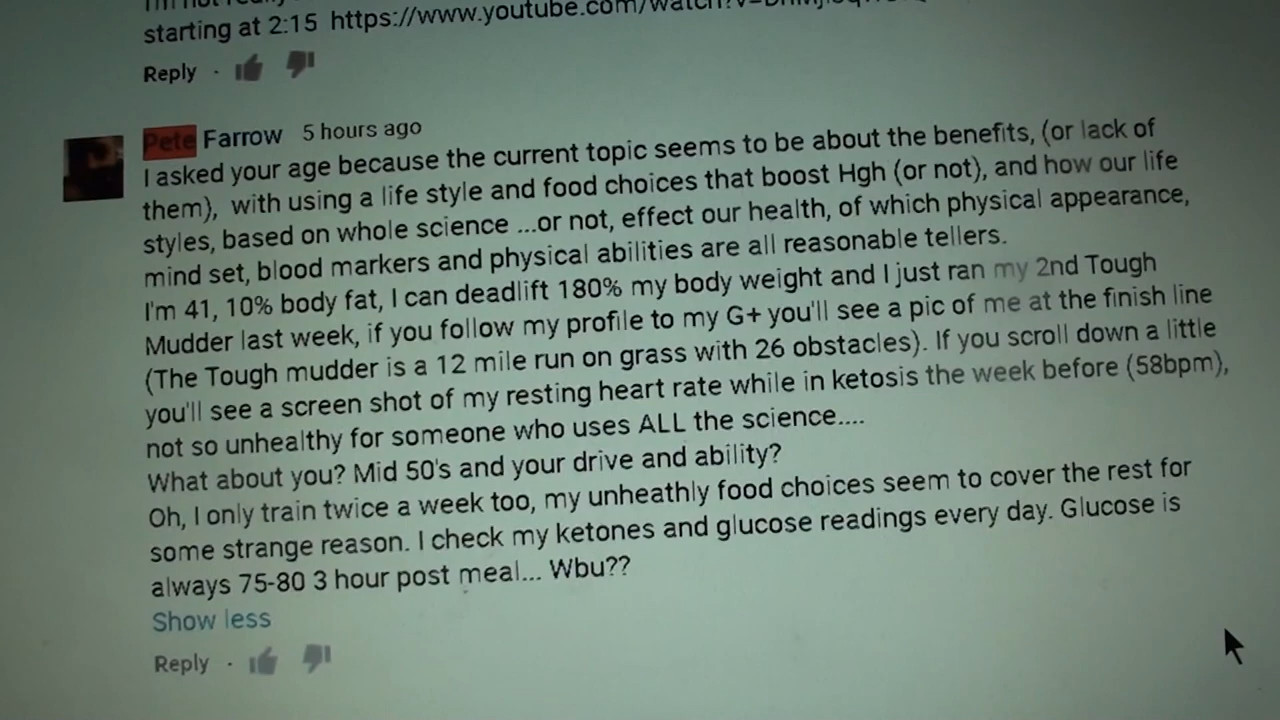 starting at 2:15 https://www.youtube.com/watch?v=
Reply ·
Pete Farrow 5 hours ago
I asked your age because the current topic seems to be about the benefits, (or lack of
them), with using a life style and food choices that boost Hgh (or not), and how our life
styles, based on whole science ...or not, effect our health, of which physical appearance,
mind set, blood markers and physical abilities are all reasonable tellers.
I'm 41, 10% body fat, I can deadlift 180% my body weight and I just ran my 2nd Tough
Mudder last week, if you follow my profile to my G+ you'll see a pic of me at the finish line
(The Tough mudder is a 12 mile run on grass with 26 obstacles). If you scroll down a little
you'll see a screen shot of my resting heart rate while in ketosis the week before (58bpm),
not so unhealthy for someone who uses ALL the science....
What about you? Mid 50's and your drive and ability?
Oh, I only train twice a week too, my unheathly food choices seem to cover the rest for
some strange reason. I check my ketones and glucose readings every day. Glucose is
always 75-80 3 hour post meal... Wbu??
Show less
Reply ·